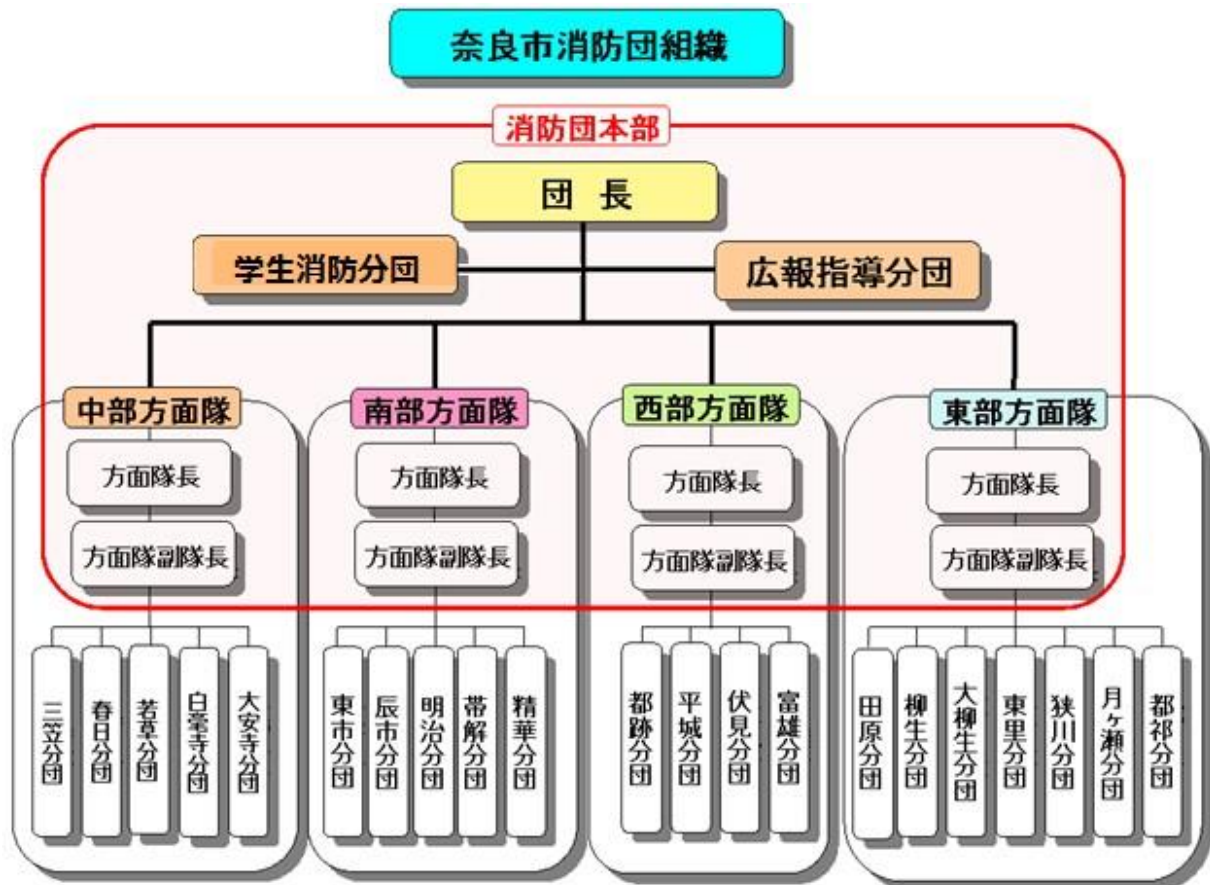 奈良市消防団組織
消防団本部
団 長
学生消防分団
広報指導分団
中部方面隊
南部方面隊
西部方面隊
東部方面隊
方面隊長
方面隊長
方面隊長
方面隊長
方面隊副隊長
方面隊副隊長
方面隊副隊長
方面隊副隊長
三笠分団
春日分団
若草分団
白毫寺分団
大安寺分団
東市分団
辰市分団
明治分団
帯解分団
精華分団
都跡分団
平城分団
伏見分団
富雄分団
田原分団
柳生分団
大柳生分団
東里分団
狭川分団
月ヶ瀬分団
都祁分団